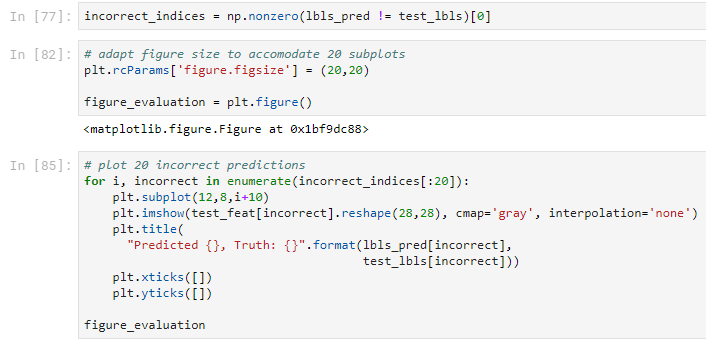 In [77]: incorrect_indices = np.nonzero(lbls_pred != test_lbls)[0]
In [82]: # adapt figure size to accomodate 20 subplots
plt.rcParams['figure.figsize'] = (20,20)
figure_evaluation = plt.figure()
<matplotlib.figure.Figure at 0x1bf9dc88>
In [85]: # plot 20 incorrect predictions
for i, incorrect in enumerate(incorrect_indices[:20]):
    plt.subplot(12,8,i+10)
    plt.imshow(test_feat[incorrect].reshape(28,28), cmap='gray', interpolation='none')
    plt.title(
      "Predicted {}, Truth: {}".format(lbls_pred[incorrect],
                                       test_lbls[incorrect]))
    plt.xticks([])
    plt.yticks([])
figure_evaluation